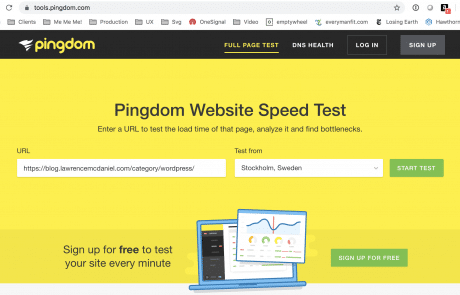 tools.pingdom.com
Clients Me Me Me! Production UX Svg OneSignal Video emptywheel everymanfit.com Losing Earth Hawthorn
pingdom
FULL PAGE TEST DNS HEALTH LOG IN SIGN UP
Pingdom Website Speed Test
Enter a URL to test the load time of that page, analyze it and find bottlenecks.
URL Test from
https://blog.lawrencemcdaniel.com/category/wordpress/ Stockholm, Sweden START TEST
Sign up for free to test
your site every minute
SIGN UP FOR FREE